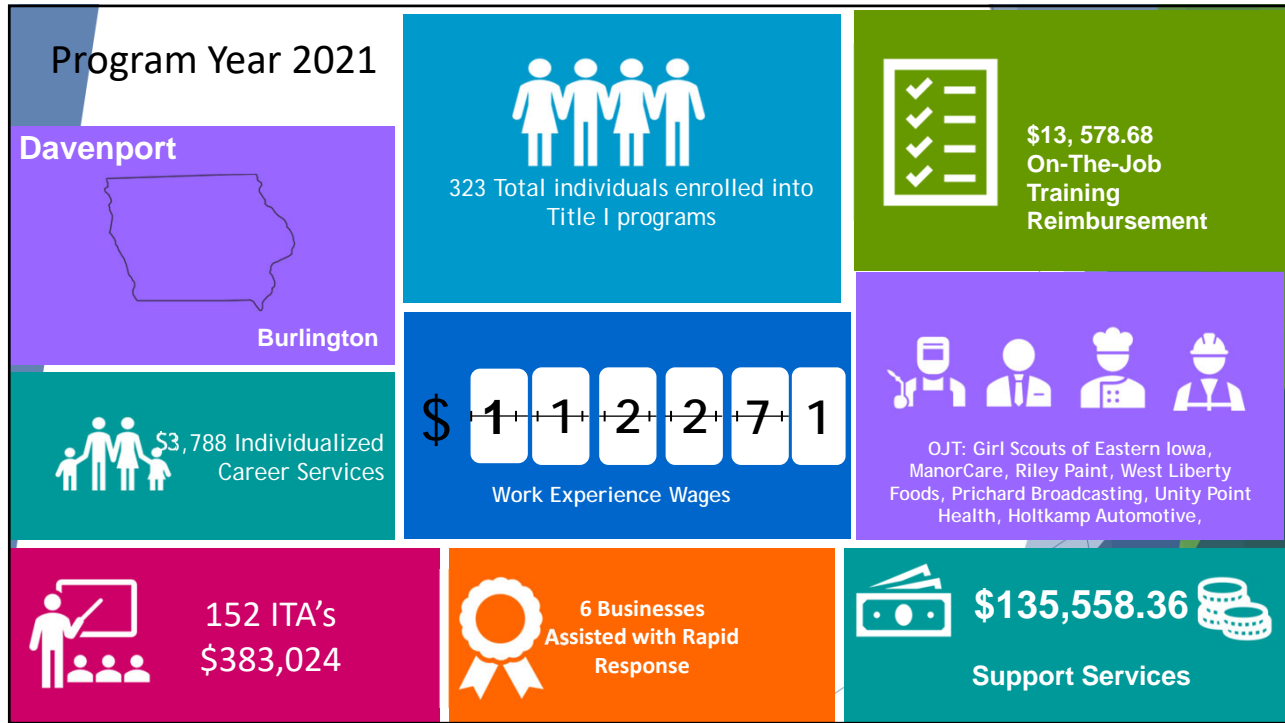 Program Year 2021
Davenport
Burlington
323 Total individuals enrolled into
Title I programs
$13, 578.68
On-The-Job
Training
Reimbursement
$3,788 Individualized
Career Services
$ 1 1 2 2 7 1
Work Experience Wages
OJT: Girl Scouts of Eastern Iowa,
ManorCare, Riley Paint, West Liberty
Foods, Prichard Broadcasting, Unity Point
Health, Holtkamp Automotive,
152 ITA's
$383,024
6 Businesses
Assisted with Rapid
Response
$135,558.36
Support Services